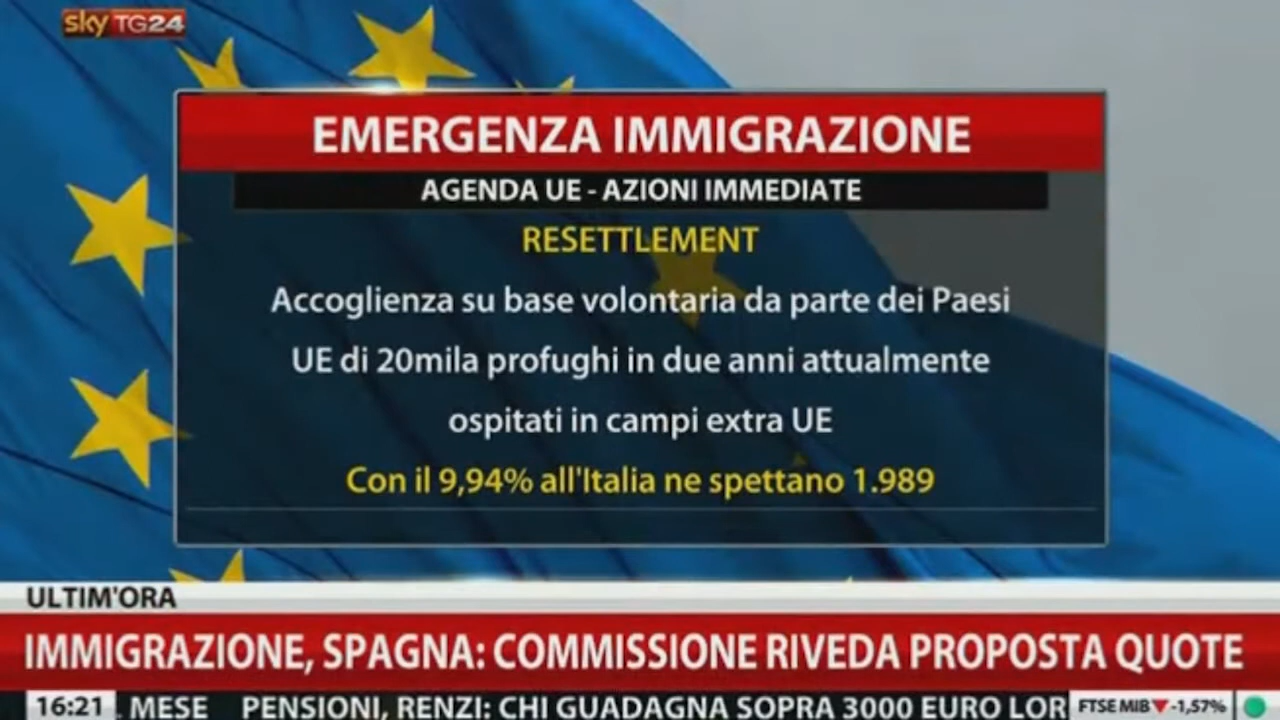 sky TG24
EMERGENZA IMMIGRAZIONE
AGENDA UE - AZIONI IMMEDIATE
RESETTLEMENT
Accoglienza su base volontaria da parte dei Paesi
UE di 20mila profughi in due anni attualmente
ospitati in campi extra UE
Con il 9,94% all'Italia ne spettano 1.989
ULTIM'ORA
IMMIGRAZIONE, SPAGNA: COMMISSIONE RIVEDA PROPOSTA QUOTE
16:21 MESE PENSIONI, RENZI: CHI GUADAGNA SOPRA 3000 EURO LOR FTSE MIB▼-1,57%